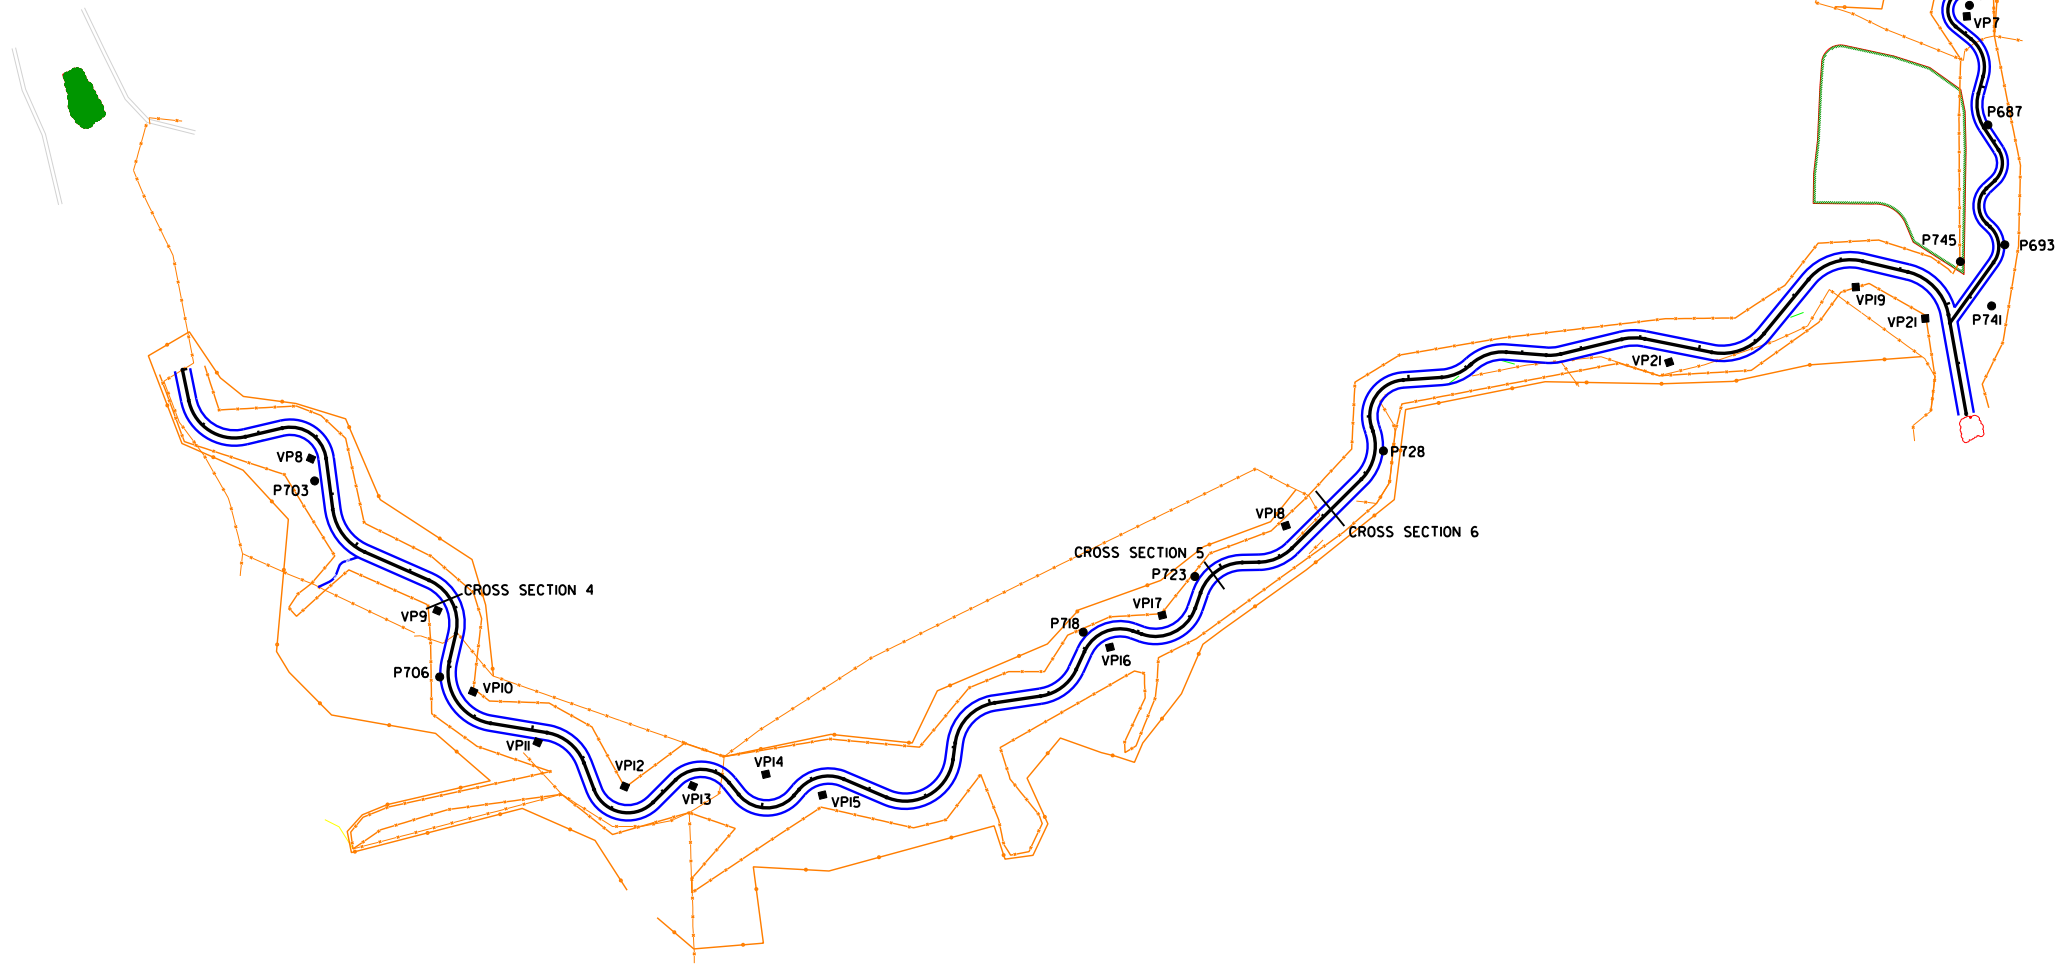 VP7
P687
P693
P745
VP19
VP21
P741
VP21
P728
VP18
CROSS SECTION 6
CROSS SECTION 5
P723
VP17
P718
VP16
VP8
P703
CROSS SECTION 4
VP9
P706
VP10
VP11
VP12
VP13
VP14
VP15